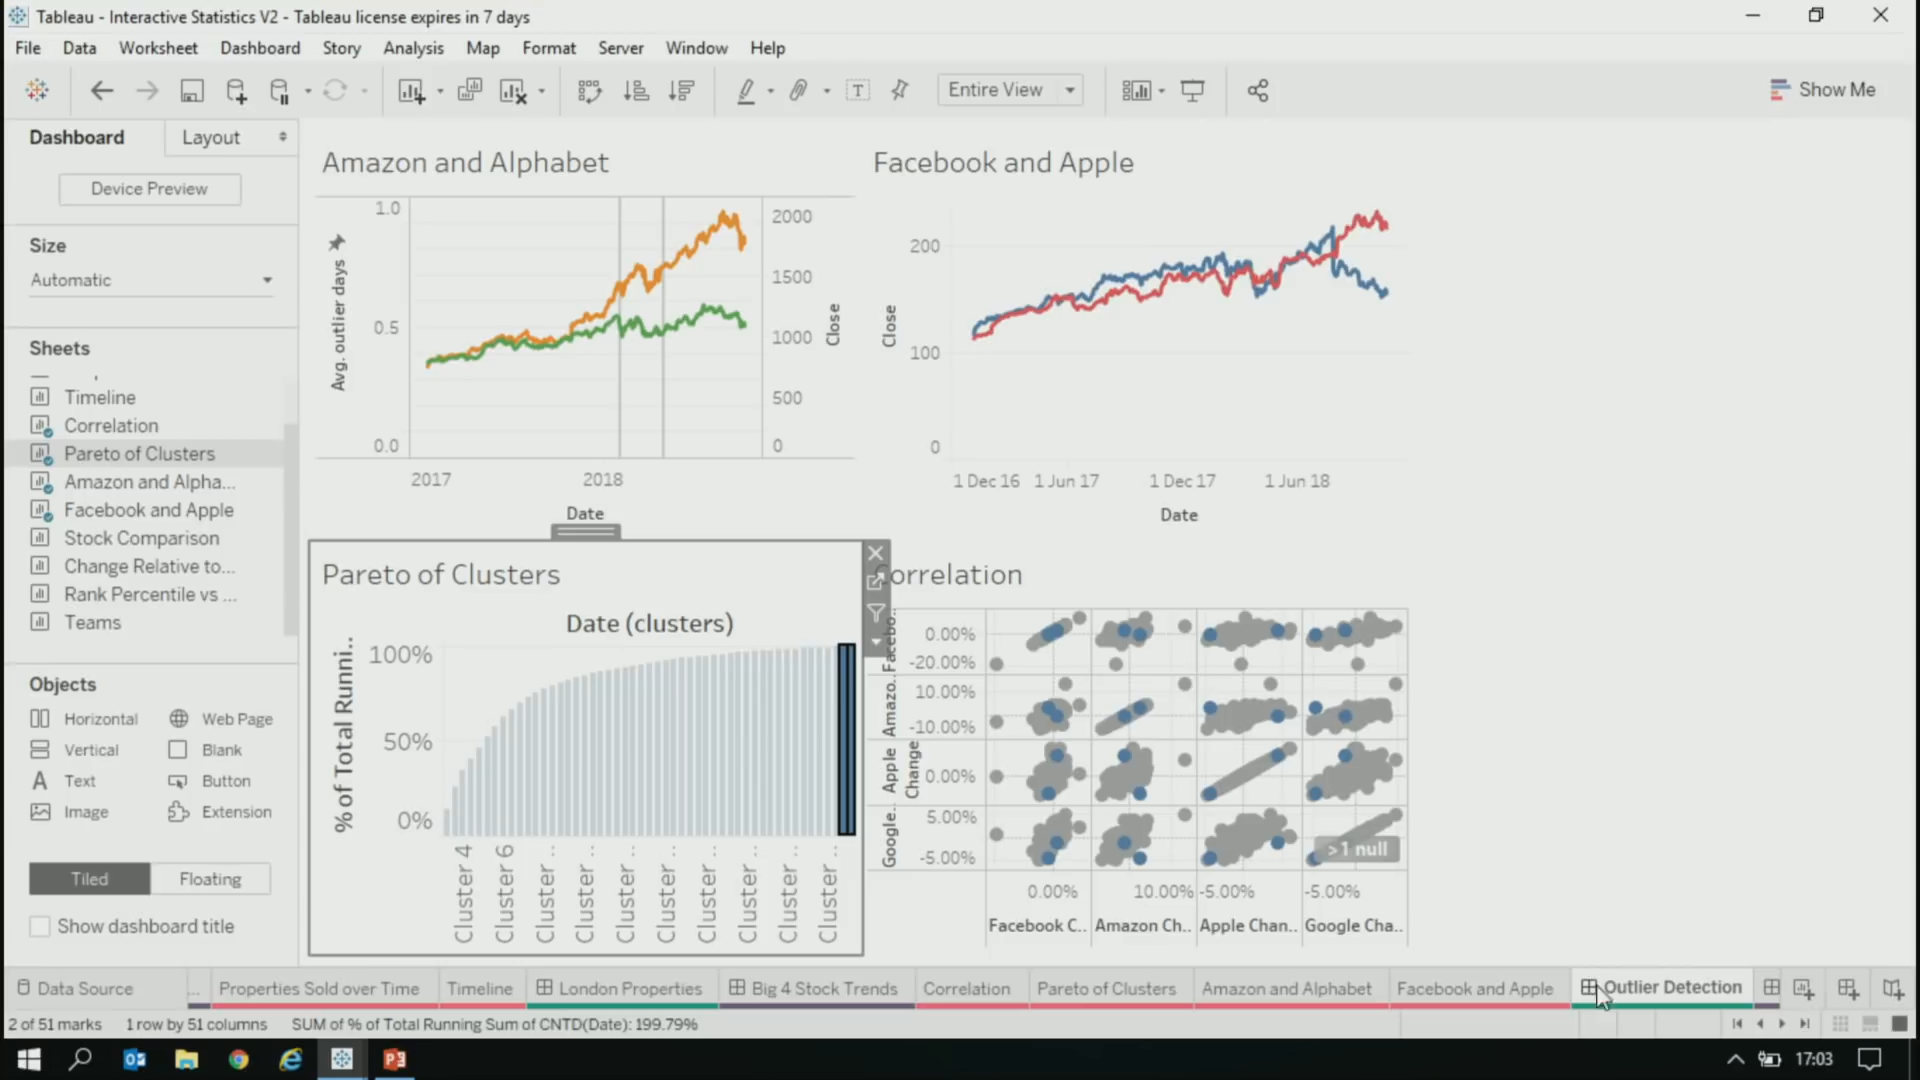 Tableau - Interactive Statistics V2 - Tableau license expires in 7 days
File Data Worksheet Dashboard Story Analysis Map Format Server Window Help
Entire View
Show Me
Dashboard
Layout
Device Preview
Size
Automatic
Sheets
Timeline
Correlation
Pareto of Clusters
Amazon and Alpha...
Facebook and Apple
Stock Comparison
Change Relative to...
Rank Percentile vs ...
Teams
Objects
Horizontal
Web Page
Vertical
Blank
Text
Button
Image
Extension
Tiled
Floating
Show dashboard title
Amazon and Alphabet
Avg. outlier days
1.0
0.5
0.0
2000
1500
1000
500
0
Close
2017
2018
Date
Facebook and Apple
Close
200
100
0
1 Dec 16
1 Jun 17
1 Dec 17
1 Jun 18
Date
Pareto of Clusters
Date (clusters)
% of Total Runni..
100%
50%
0%
Cluster 4
Cluster 6
Cluster ..
Cluster ..
Cluster ..
Cluster ..
Cluster ..
Cluster ..
Cluster ..
Cluster ..
Correlation
Facebo..
0.00%
-20.00%
Amazo..
10.00%
-10.00%
Apple
Change
0.00%
Google..
5.00%
-5.00%
>1 null
0.00%
10.00%
-5.00%
-5.00%
Facebook C..
Amazon Ch..
Apple Chan..
Google Cha..
Data Source
...
Properties Sold over Time
Timeline
London Properties
Big 4 Stock Trends
Correlation
Pareto of Clusters
Amazon and Alphabet
Facebook and Apple
Outlier Detection
2 of 51 marks
1 row by 51 columns
SUM of % of Total Running Sum of CNTD(Date): 199.79%
17:03